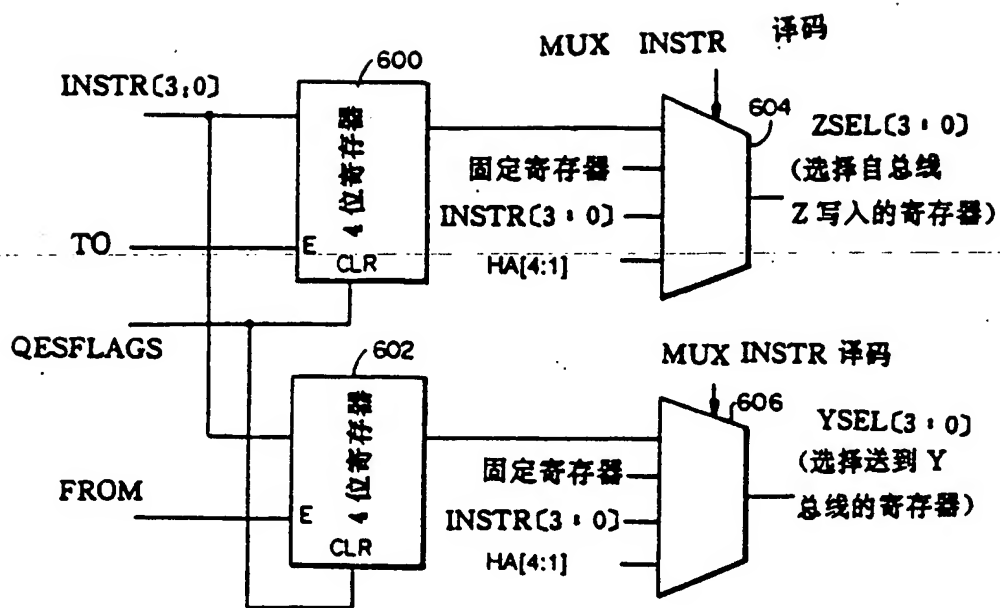 MUX INSTR 译码
INSTR[3:0]
600
4位寄存器
604
ZSEL[3:0]
固定寄存器
(选择自总线
INSTR[3:0]
Z写入的寄存器)
TO
E
CLR
HA[4:1]
QESFLAGS
602
MUX INSTR 译码
4位寄存器
606
YSEL[3:0]
固定寄存器
(选择送到Y
FROM
E
INSTR[3:0]
总线的寄存器)
CLR
HA[4:1]